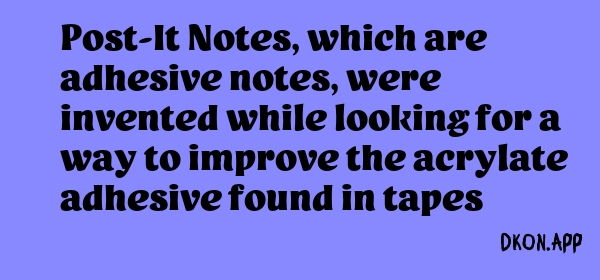 Post-It Notes, which are
adhesive notes, were
invented while looking for a
way to improve the acrylate
adhesive found in tapes
DKON.APP